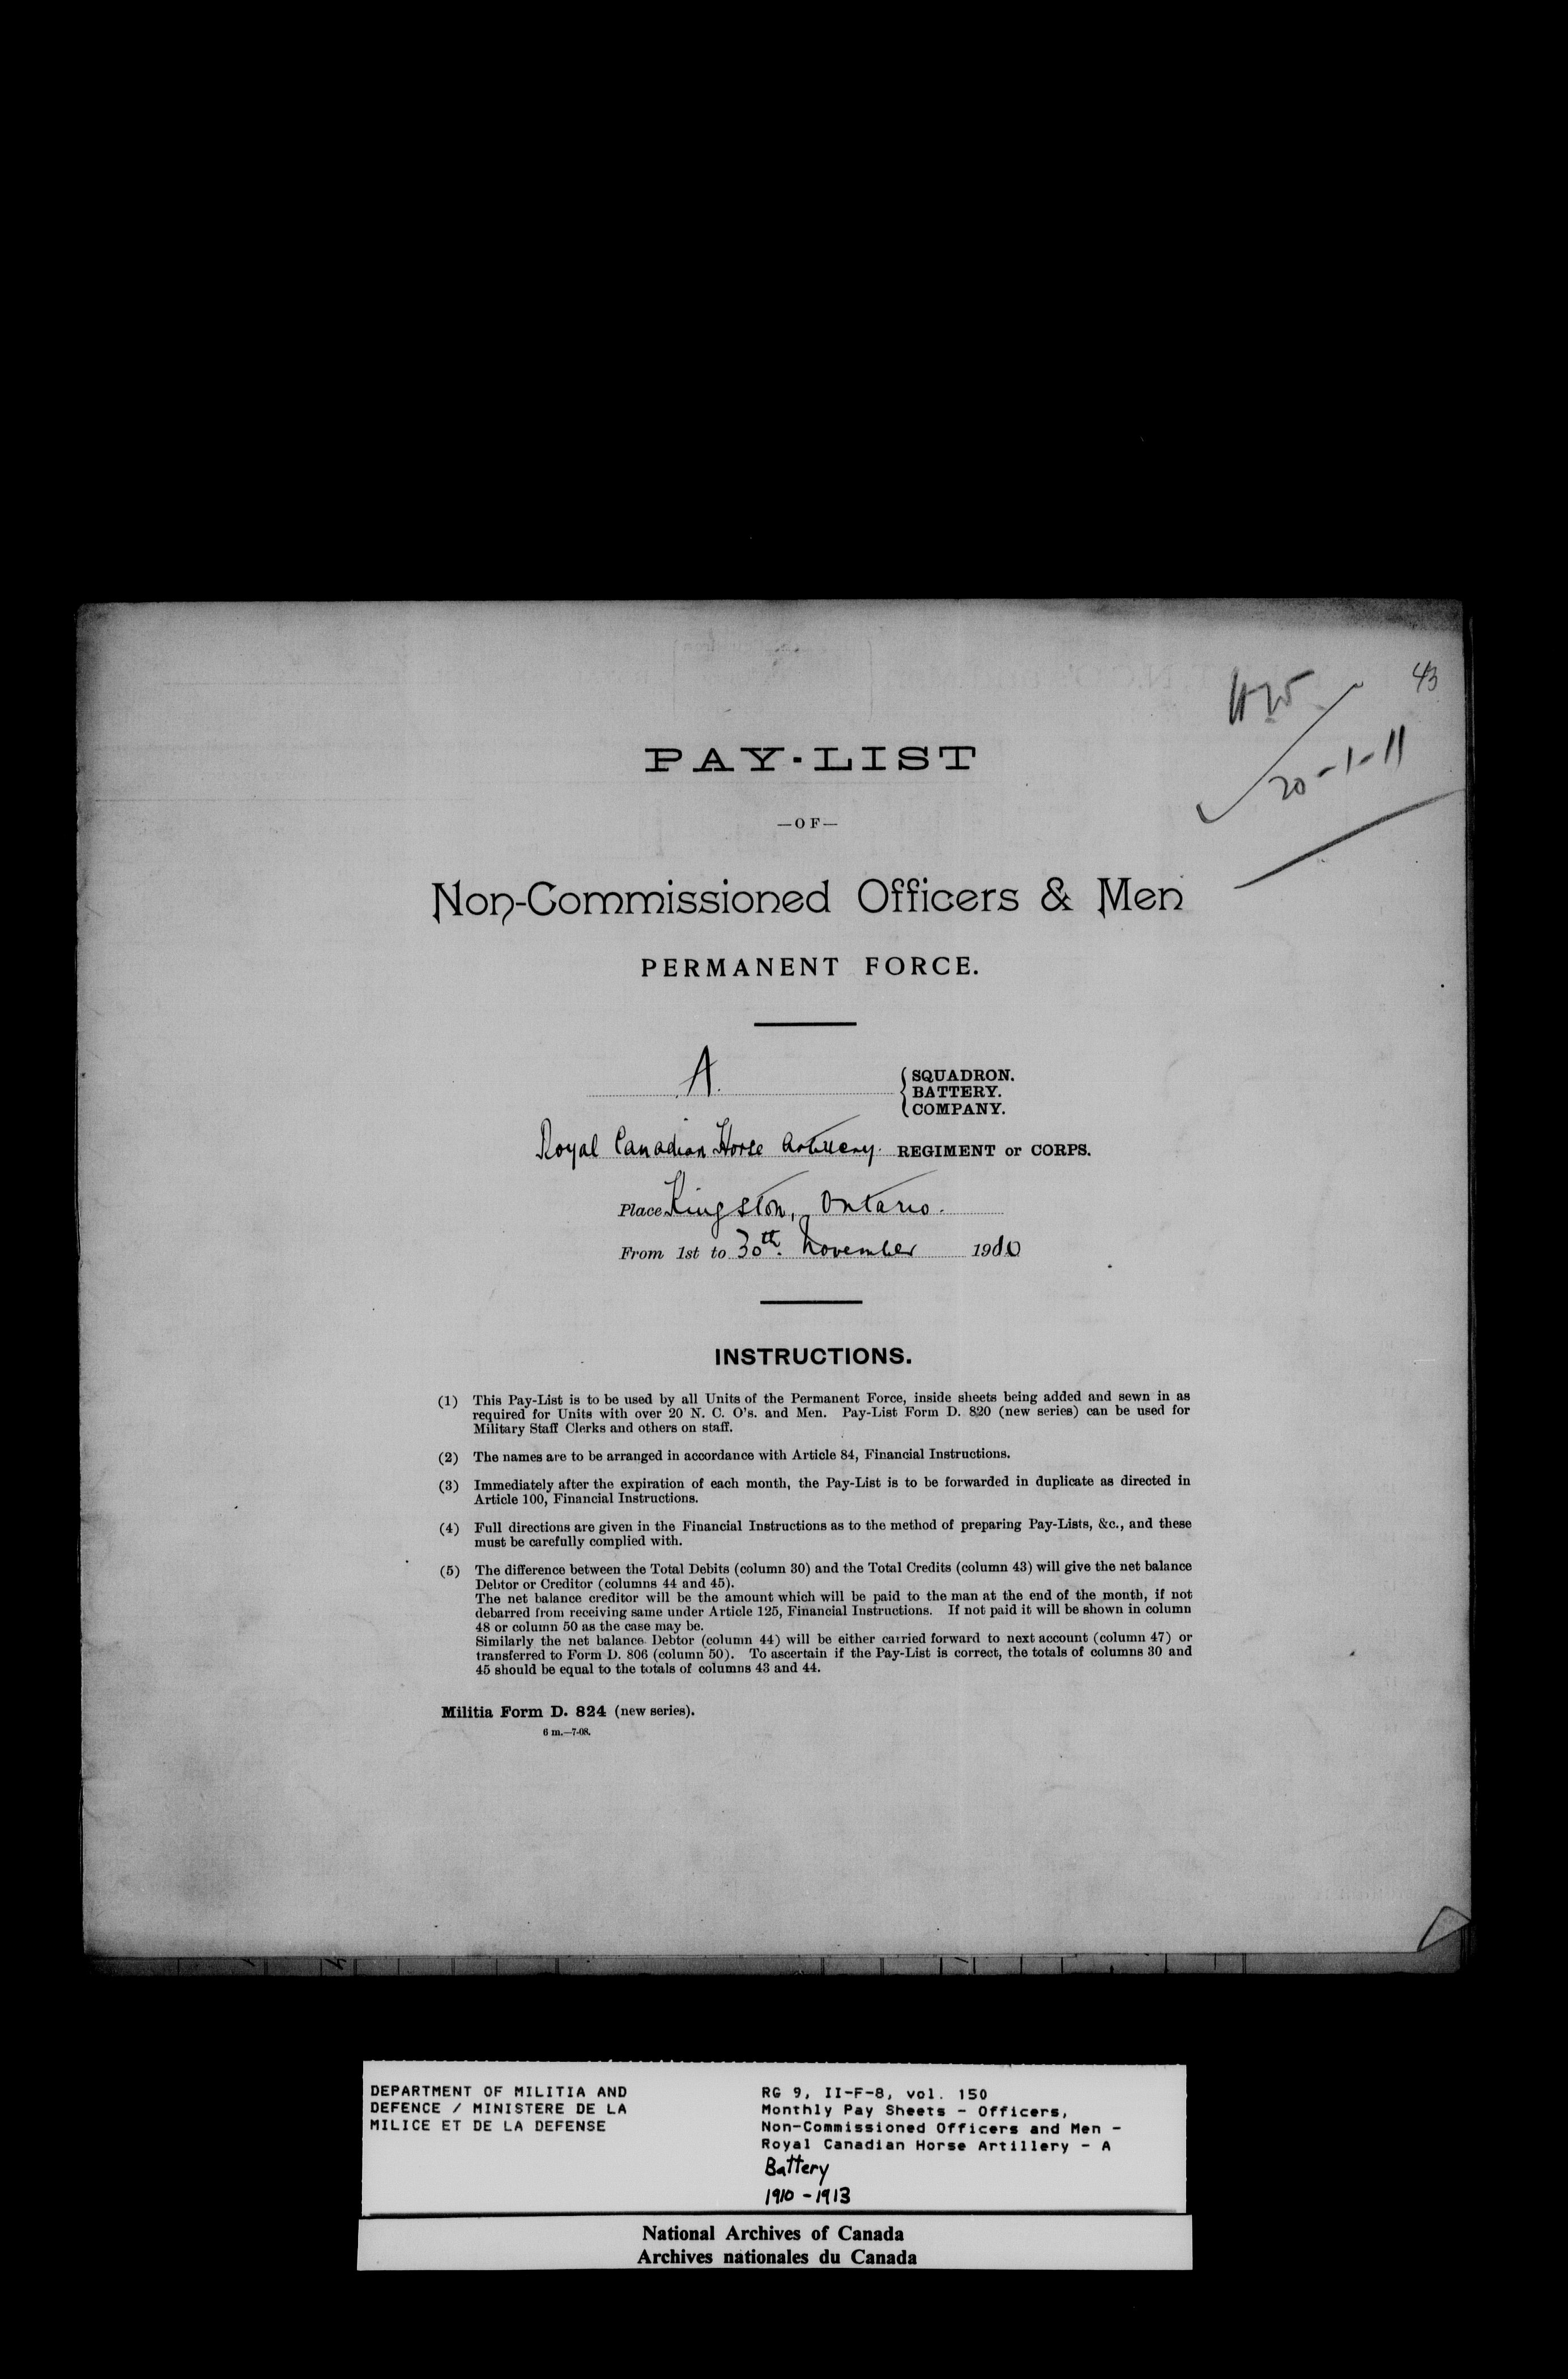 43
20-1-11
PAY-LIST
—OF—
Non-Commissioned Officers & Men
PERMANENT FORCE.
A.
SQUADRON.
BATTERY.
COMPANY.
Royal Canadian Horse Artillery. REGIMENT or CORPS.
Place Kingston, Ontario.
From 1st to 30th. November 1910
INSTRUCTIONS.
(1) This Pay-List is to be used by all Units of the Permanent Force, inside sheets being added and sewn in as
required for Units with over 20 N. C. O's. and Men. Pay-List Form D. 820 (new series) can be used for
Military Staff Clerks and others on staff.
(2) The names are to be arranged in accordance with Article 84, Financial Instructions.
(3) Immediately after the expiration of each month, the Pay-List is to be forwarded in duplicate as directed in
Article 100, Financial Instructions.
(4) Full directions are given in the Financial Instructions as to the method of preparing Pay-Lists, &c., and these
must be carefully complied with.
(5) The difference between the Total Debits (column 30) and the Total Credits (column 43) will give the net balance
Debtor or Creditor (columns 44 and 45).
The net balance creditor will be the amount which will be paid to the man at the end of the month, if not
debarred from receiving same under Article 125, Financial Instructions. If not paid it will be shown in column
48 or column 50 as the case may be.
Similarly the net balance Debtor (column 44) will be either carried forward to next account (column 47) or
transferred to Form D. 806 (column 50). To ascertain if the Pay-List is correct, the totals of columns 30 and
45 should be equal to the totals of columns 43 and 44.
Militia Form D. 824 (new series).
6 m.—7-08.
DEPARTMENT OF MILITIA AND
DEFENCE / MINISTERE DE LA
MILICE ET DE LA DEFENSE
RG 9, II-F-8, vol. 150
Monthly Pay Sheets - Officers,
Non-Commissioned Officers and Men -
Royal Canadian Horse Artillery - A
Battery
1910 - 1913
National Archives of Canada
Archives nationales du Canada